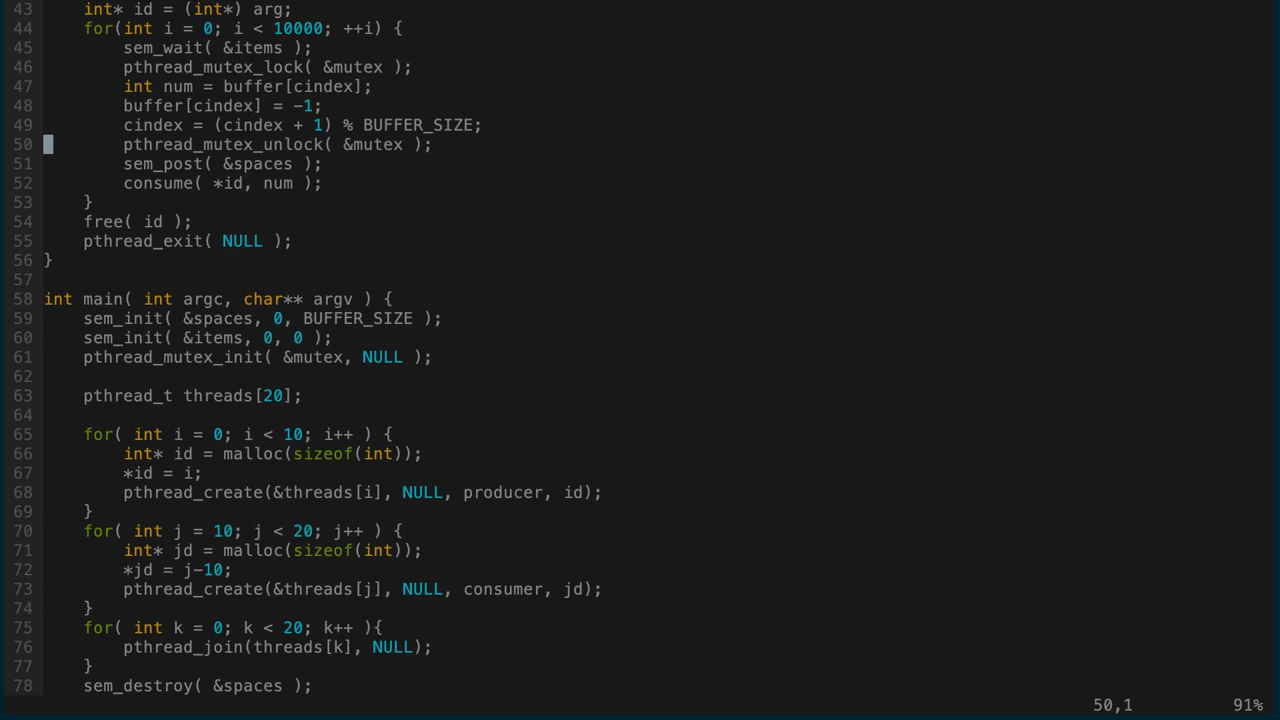 43     int* id = (int*) arg;
44     for(int i = 0; i < 10000; ++i) {
45         sem_wait( &items );
46         pthread_mutex_lock( &mutex );
47         int num = buffer[cindex];
48         buffer[cindex] = -1;
49         cindex = (cindex + 1) % BUFFER_SIZE;
50         pthread_mutex_unlock( &mutex );
51         sem_post( &spaces );
52         consume( *id, num );
53     }
54     free( id );
55     pthread_exit( NULL );
56 }
57
58 int main( int argc, char** argv ) {
59     sem_init( &spaces, 0, BUFFER_SIZE );
60     sem_init( &items, 0, 0 );
61     pthread_mutex_init( &mutex, NULL );
62
63     pthread_t threads[20];
64
65     for( int i = 0; i < 10; i++ ) {
66         int* id = malloc(sizeof(int));
67         *id = i;
68         pthread_create(&threads[i], NULL, producer, id);
69     }
70     for( int j = 10; j < 20; j++ ) {
71         int* jd = malloc(sizeof(int));
72         *jd = j-10;
73         pthread_create(&threads[j], NULL, consumer, jd);
74     }
75     for( int k = 0; k < 20; k++ ){
76         pthread_join(threads[k], NULL);
77     }
78     sem_destroy( &spaces );
50,1 91%